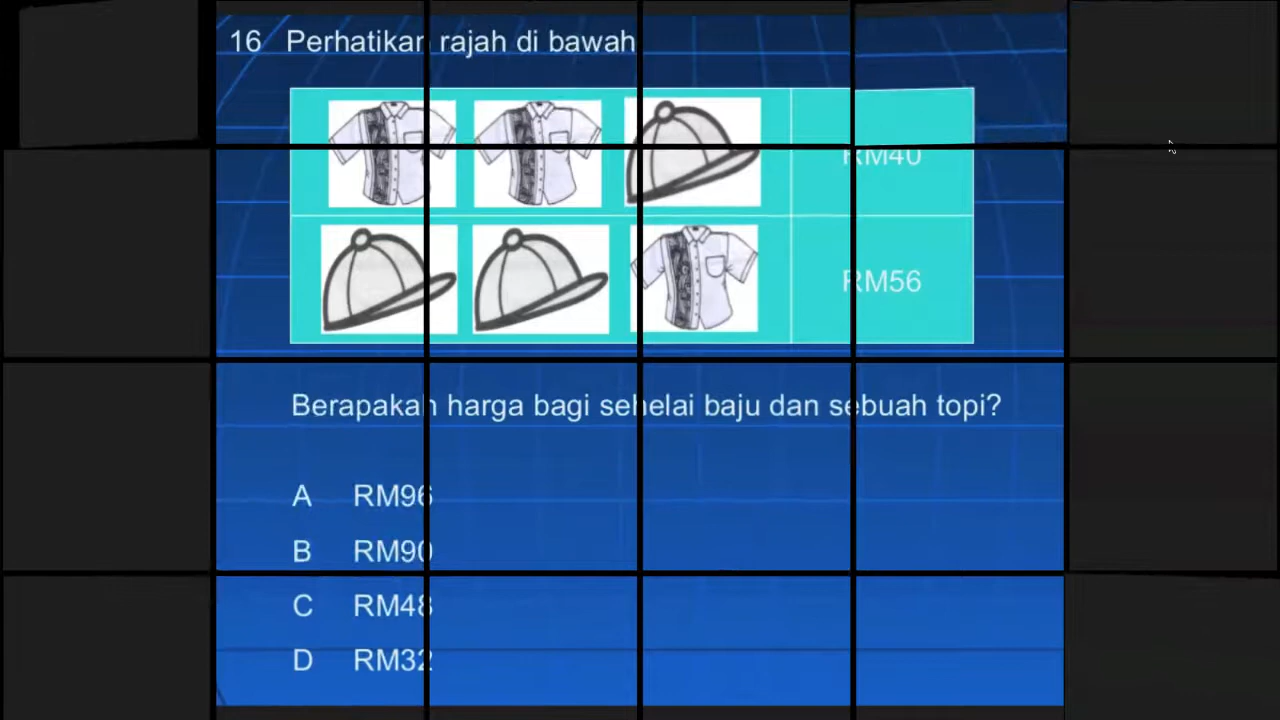 16 Perhatikan rajah di bawah
RM40
RM56
Berapakah harga bagi sehelai baju dan sebuah topi?
A RM96
B RM90
C RM48
D RM32